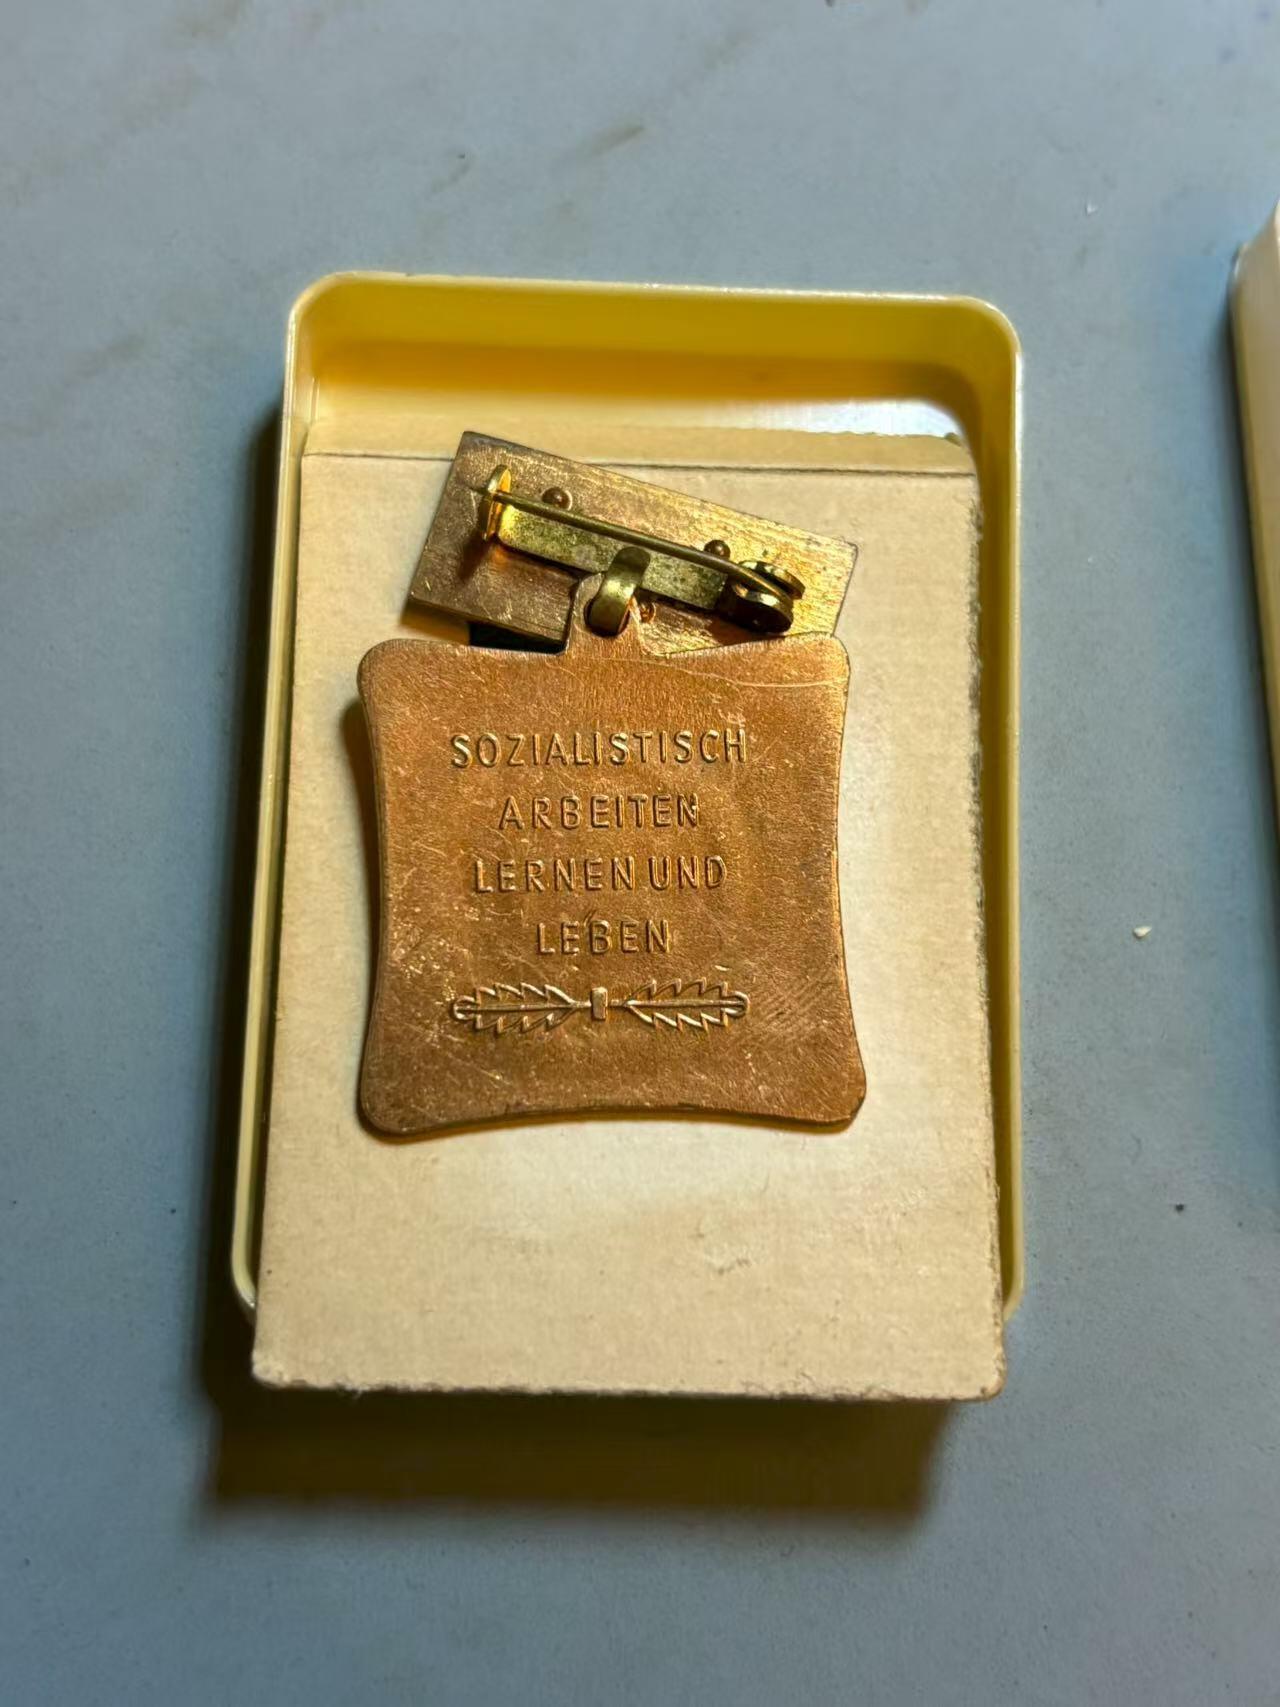 SOZIALISTISCH
ARBEITEN
LERNEN UND
LEBEN